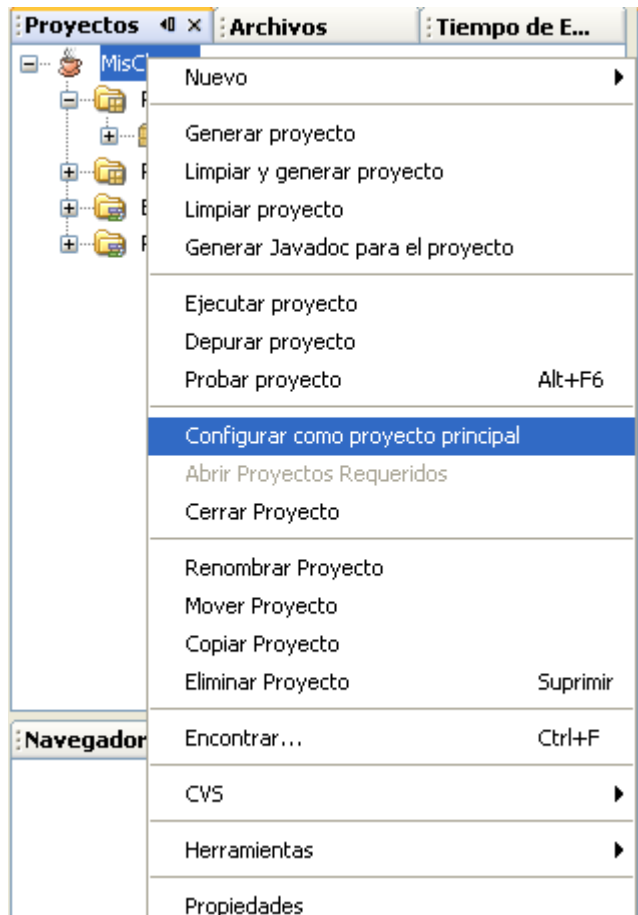 Proyectos
Archivos
Tiempo de E...
Nuevo
Generar proyecto
Limpiar y generar proyecto
Limpiar proyecto
Generar Javadoc para el proyecto
Ejecutar proyecto
Depurar proyecto
Probar proyecto Alt+F6
Configurar como proyecto principal
Abrir Proyectos Requeridos
Cerrar Proyecto
Renombrar Proyecto
Mover Proyecto
Copiar Proyecto
Eliminar Proyecto Suprimir
Navegador
Encontrar... Ctrl+F
CVS
Herramientas
Propiedades